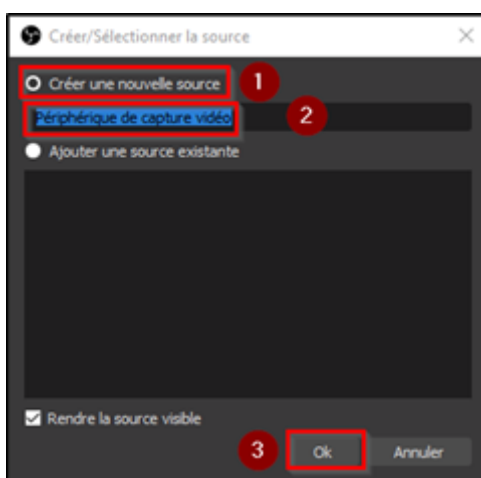 Créer/Sélectionner la source
Créer une nouvelle source 1
Périphérique de capture vidéo 2
Ajouter une source existante
Rendre la source visible
3 Ok Annuler